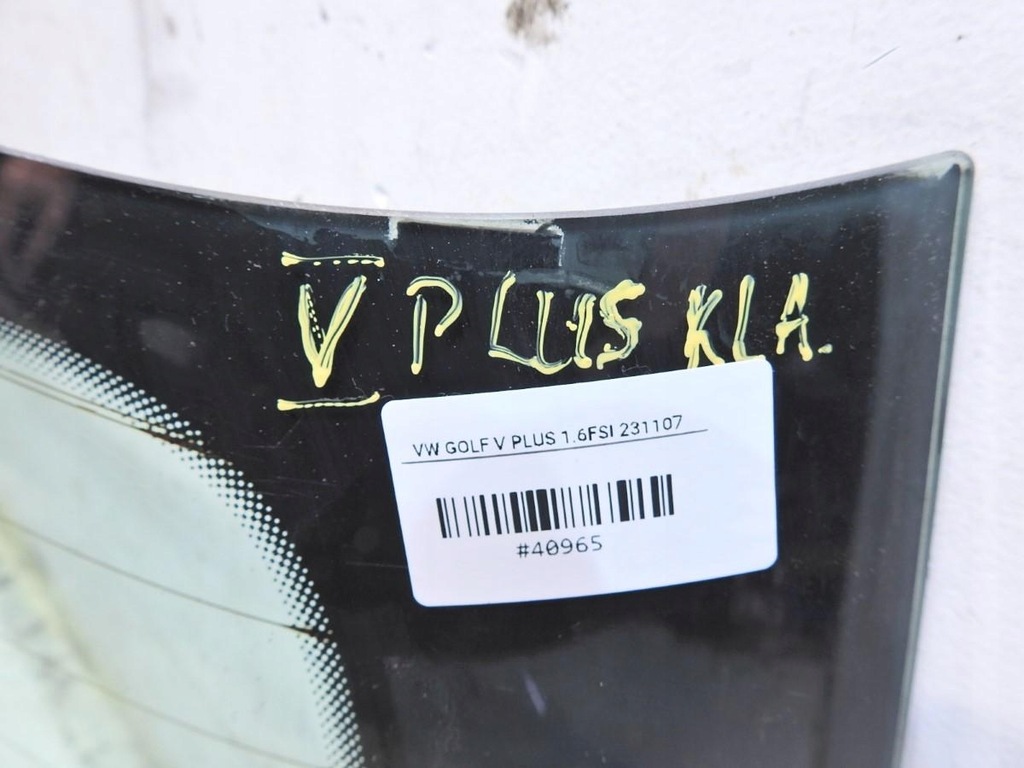 V PLUS KLA.
VW GOLF V PLUS 1.6FSI 231107
#40965